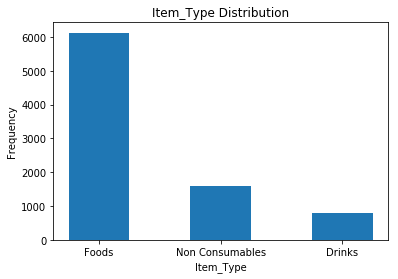 Item_Type Distribution
Frequency
6000
5000
4000
3000
2000
1000
0
Foods
Non Consumables
Drinks
Item_Type